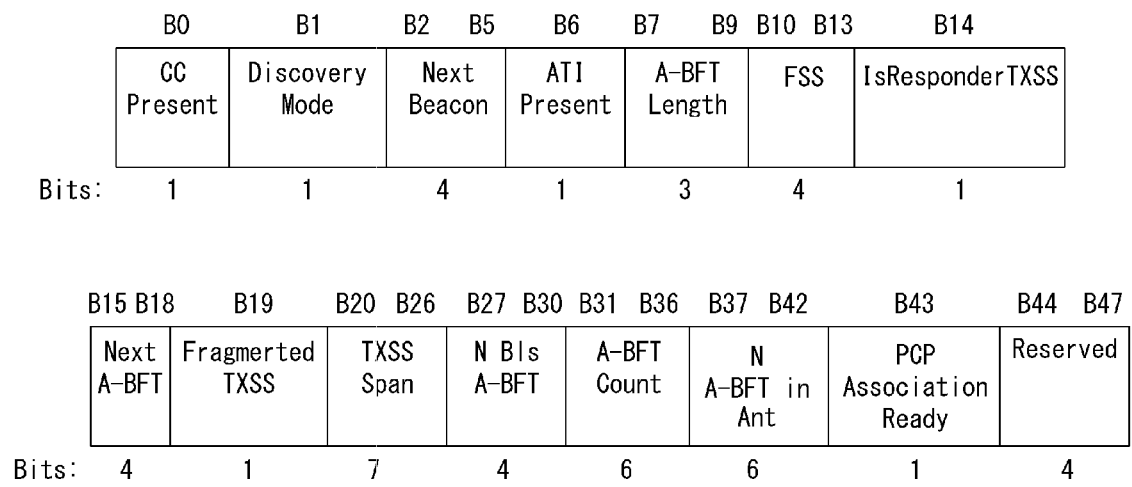 B0 B1 B2 B5 B6 B7 B9 B10 B13 B14
CC Present Discovery Mode Next Beacon ATI Present A-BFT Length FSS IsResponderTXSS
Bits: 1 1 4 1 3 4 1
B15 B18 B19 B20 B26 B27 B30 B31 B36 B37 B42 B43 B44 B47
Next A-BFT Fragmerted TXSS TXSS Span N BIs A-BFT A-BFT Count N A-BFT in Ant PCP Association Ready Reserved
Bits: 4 1 7 4 6 6 1 4